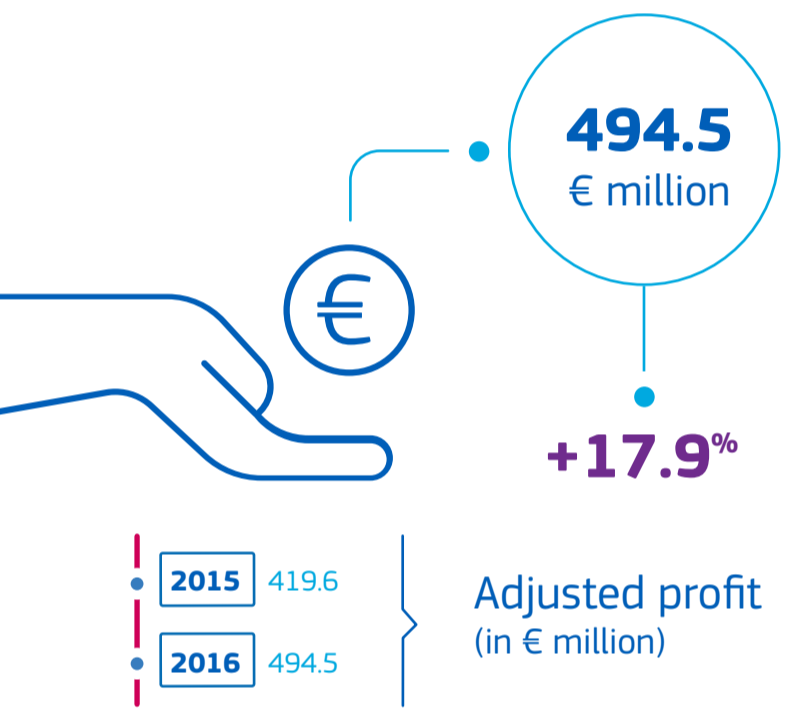 494.5
€ million
€
+17.9%
2015 419.6
2016 494.5
Adjusted profit
(in € million)